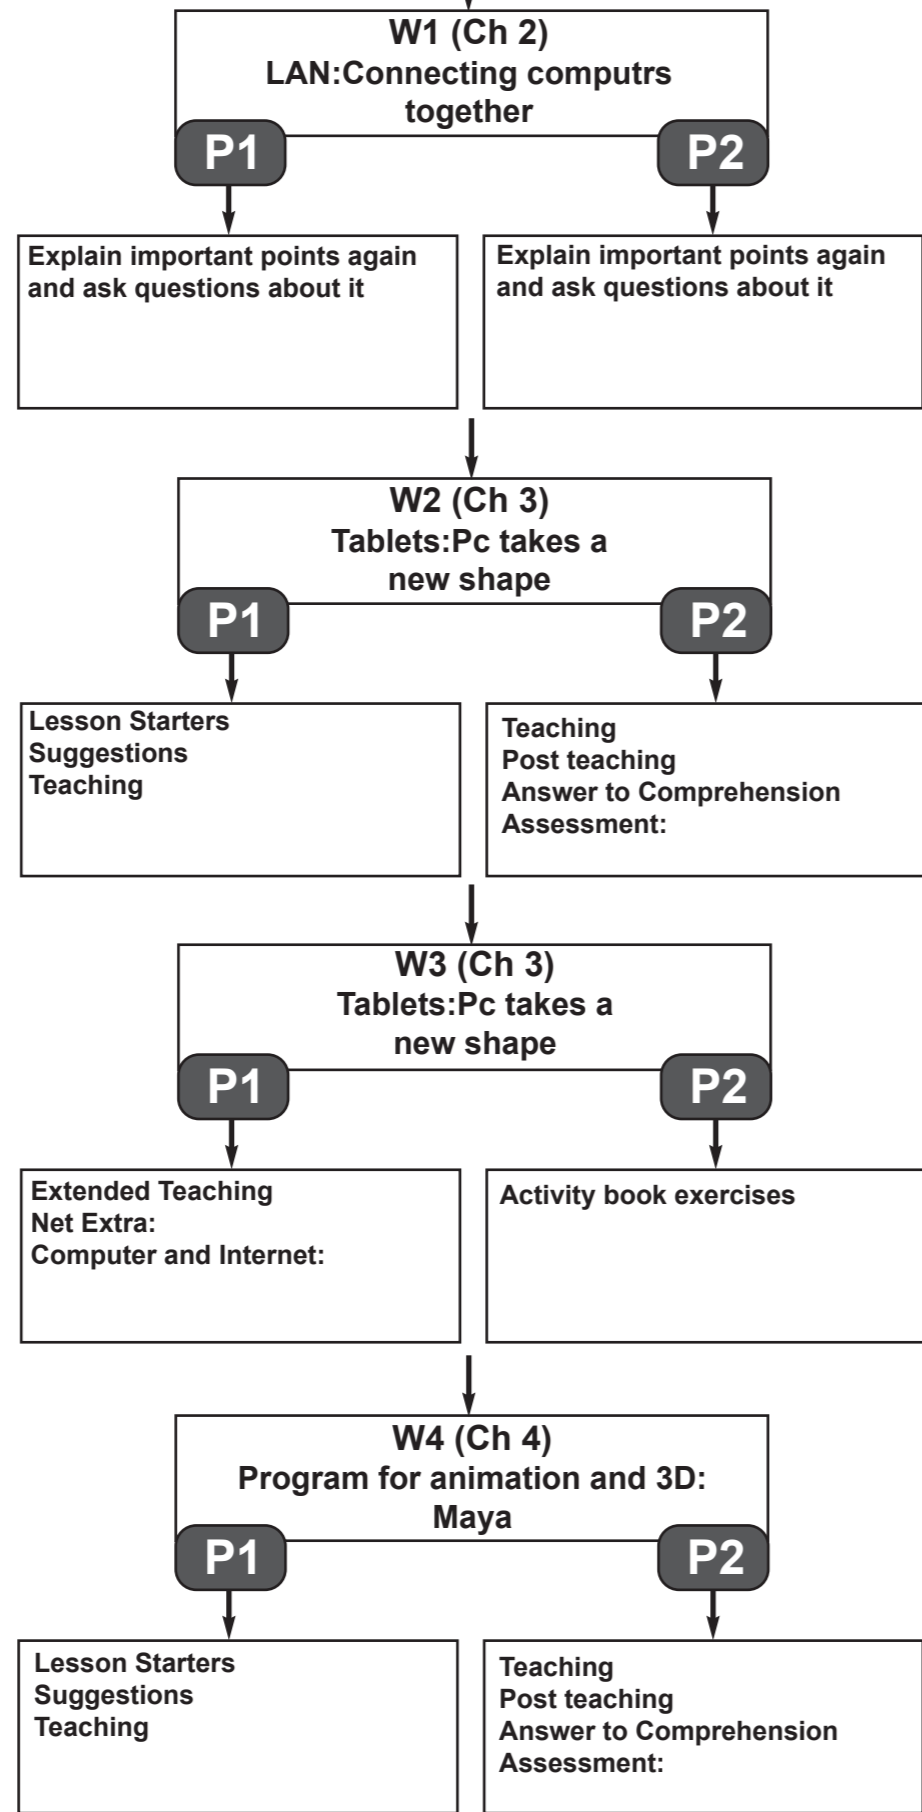 W1 (Ch 2)
LAN:Connecting computrs
together
P1
P2
Explain important points again
and ask questions about it
Explain important points again
and ask questions about it
W2 (Ch 3)
Tablets:Pc takes a
new shape
P1
P2
Lesson Starters
Suggestions
Teaching
Teaching
Post teaching
Answer to Comprehension
Assessment:
W3 (Ch 3)
Tablets:Pc takes a
new shape
P1
P2
Extended Teaching
Net Extra:
Computer and Internet:
Activity book exercises
W4 (Ch 4)
Program for animation and 3D:
Maya
P1
P2
Lesson Starters
Suggestions
Teaching
Teaching
Post teaching
Answer to Comprehension
Assessment: